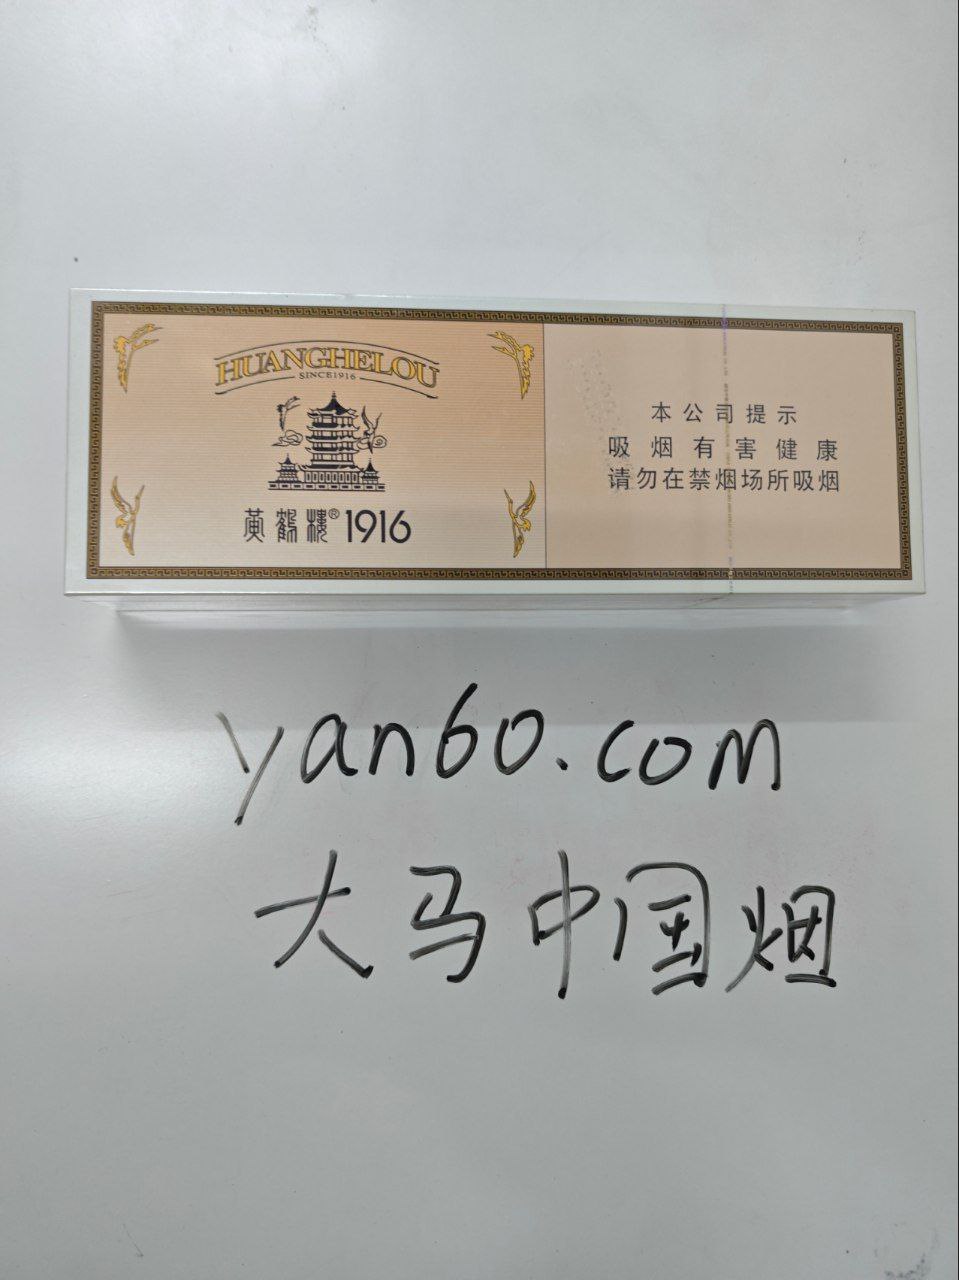 HUANGHELOU
SINCE1916
黄鹤楼®1916
本公司提示
吸烟有害健康
请勿在禁烟场所吸烟
yan60.com
大马中国烟